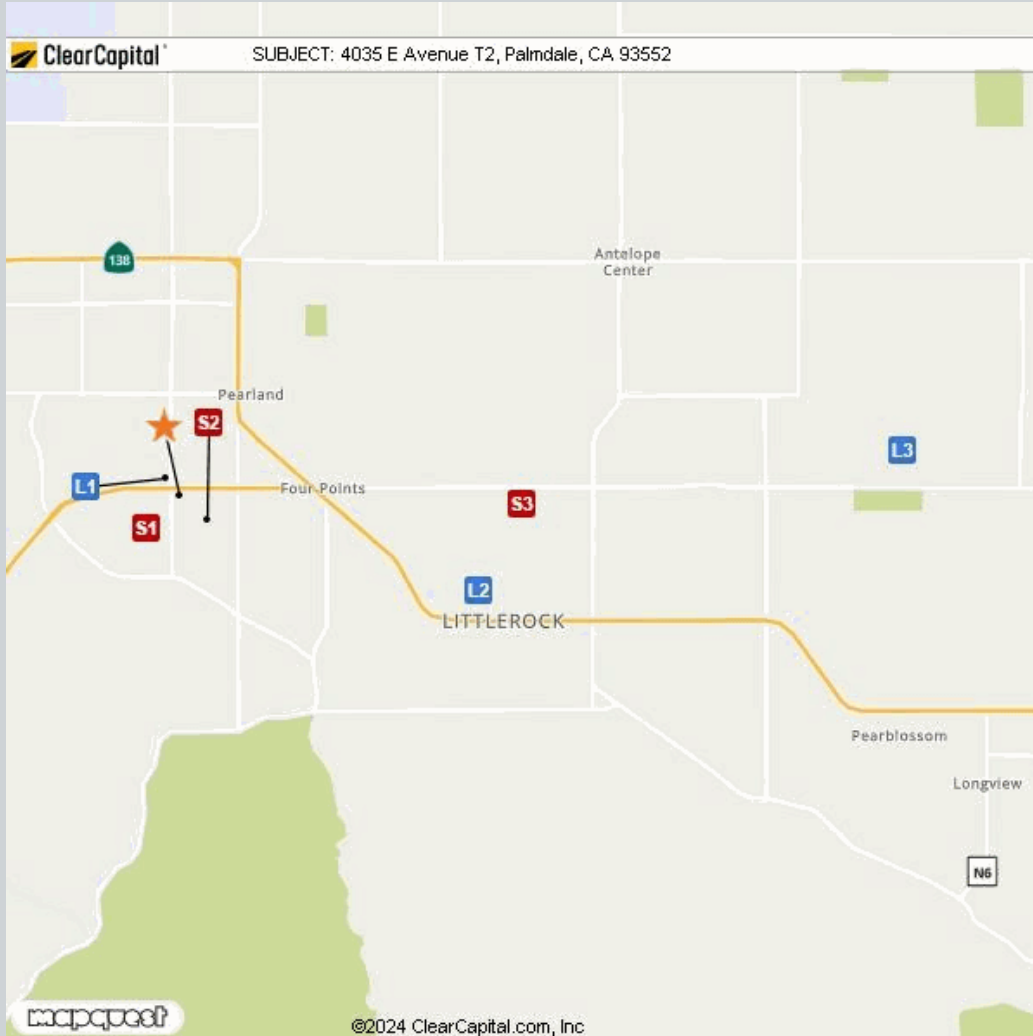 ClearCapital SUBJECT: 4035 E Avenue T2, Palmdale, CA 93552
138
Antelope
Center
Pearland
S2
L3
L1
Four Points
S3
S1
L2
LITTLEROCK
Pearblossom
Longview
N6
mapquest
©2024 ClearCapital.com, Inc